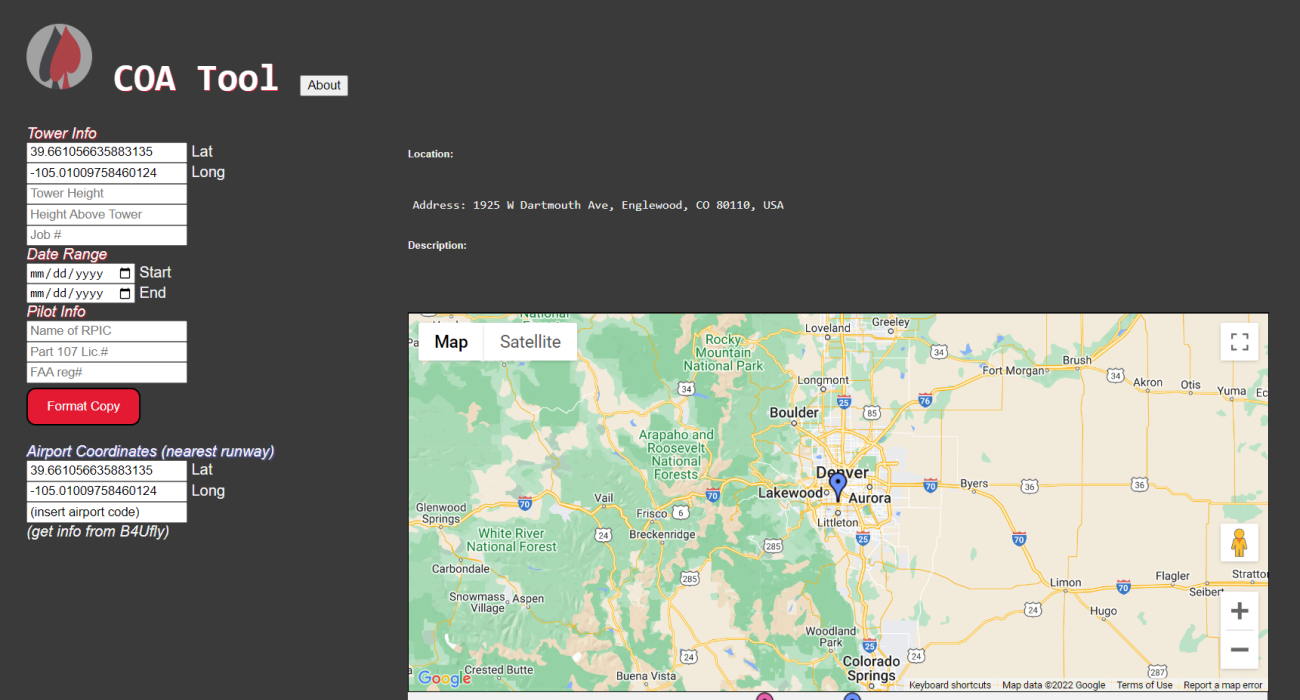 COA Tool
About
Tower Info
39.661056635883135 Lat
-105.01009758460124 Long
Tower Height
Height Above Tower
Job #
Date Range
mm/dd/yyyy Start
mm/dd/yyyy End
Pilot Info
Name of RPIC
Part 107 Lic.#
FAA reg#
Format Copy
Airport Coordinates (nearest runway)
39.661056635883135 Lat
-105.01009758460124 Long
(insert airport code)
(get info from B4Ufly)
Location:
Address: 1925 W Dartmouth Ave, Englewood, CO 80110, USA
Description:
Map
Satellite
National
Loveland
Greeley
Rocky
Mountain
National Park
34
Fort Morgan
Brush
34
Akron
Otis
Yuma
Ec
Longmont
34
25
85
76
Boulder
Arapaho and
Roosevelt
National
Forests
Denver
Lakewood
Aurora
70
Byers
36
36
Glenwood
Springs
70
Vail
70
Frisco
6
Littleton
White River
National Forest
24
Breckenridge
285
25
70
Carbondale
285
Limon
Flagler
Stratton
70
Seibert
Snowmass
Village
Aspen
24
Hugo
Woodland
Park
25
24
24
Colorado
Springs
287
Crested Butte
Buena Vista
Google
Keyboard shortcuts
Map data ©2022 Google
Terms of Use
Report a map error